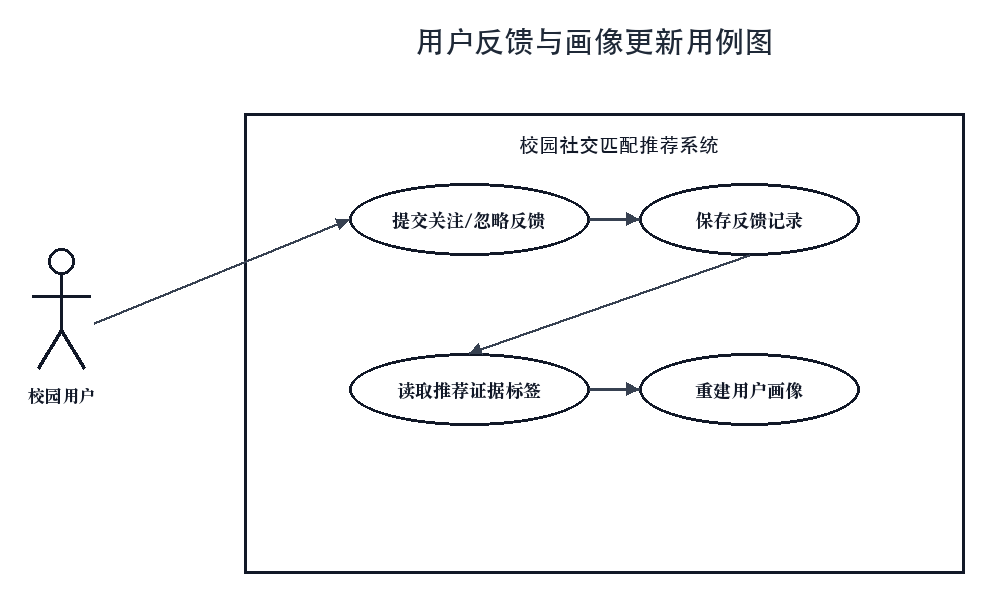 用户反馈与画像更新用例图
校园社交匹配推荐系统
提交关注/忽略反馈
保存反馈记录
校园用户
读取推荐证据标签
重建用户画像